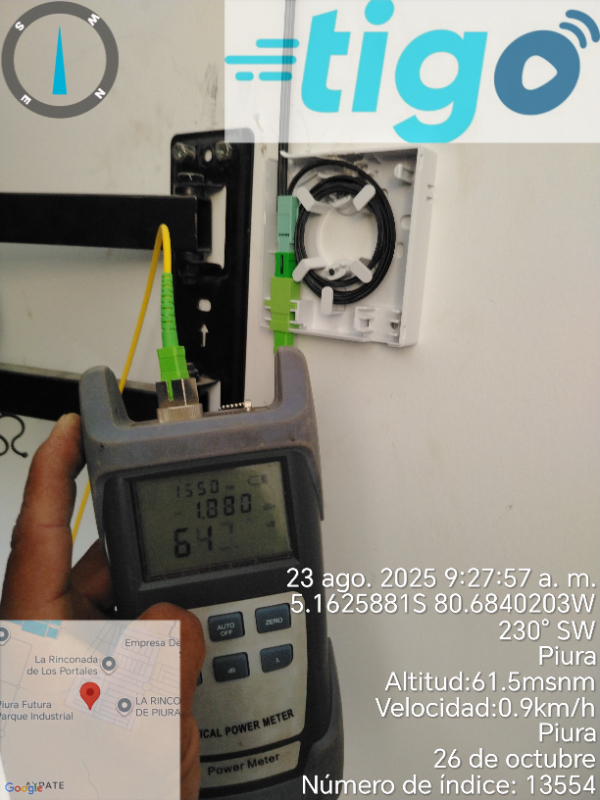 tigo
S
W
E
N
1550
-1.880
AUTO
OFF
ZERO
dB
λ
OPTICAL POWER METER
Power Meter
23 ago. 2025 9:27:57 a. m.
5.1625881S 80.6840203W
230° SW
Piura
Altitud:61.5msnm
Velocidad:0.9km/h
Piura
26 de octubre
Número de índice: 13554
Empresa De
La Rinconada
de Los Portales
Piura Futura
Parque Industrial
LA RINCO
DE PIURA
AYPATE
Google